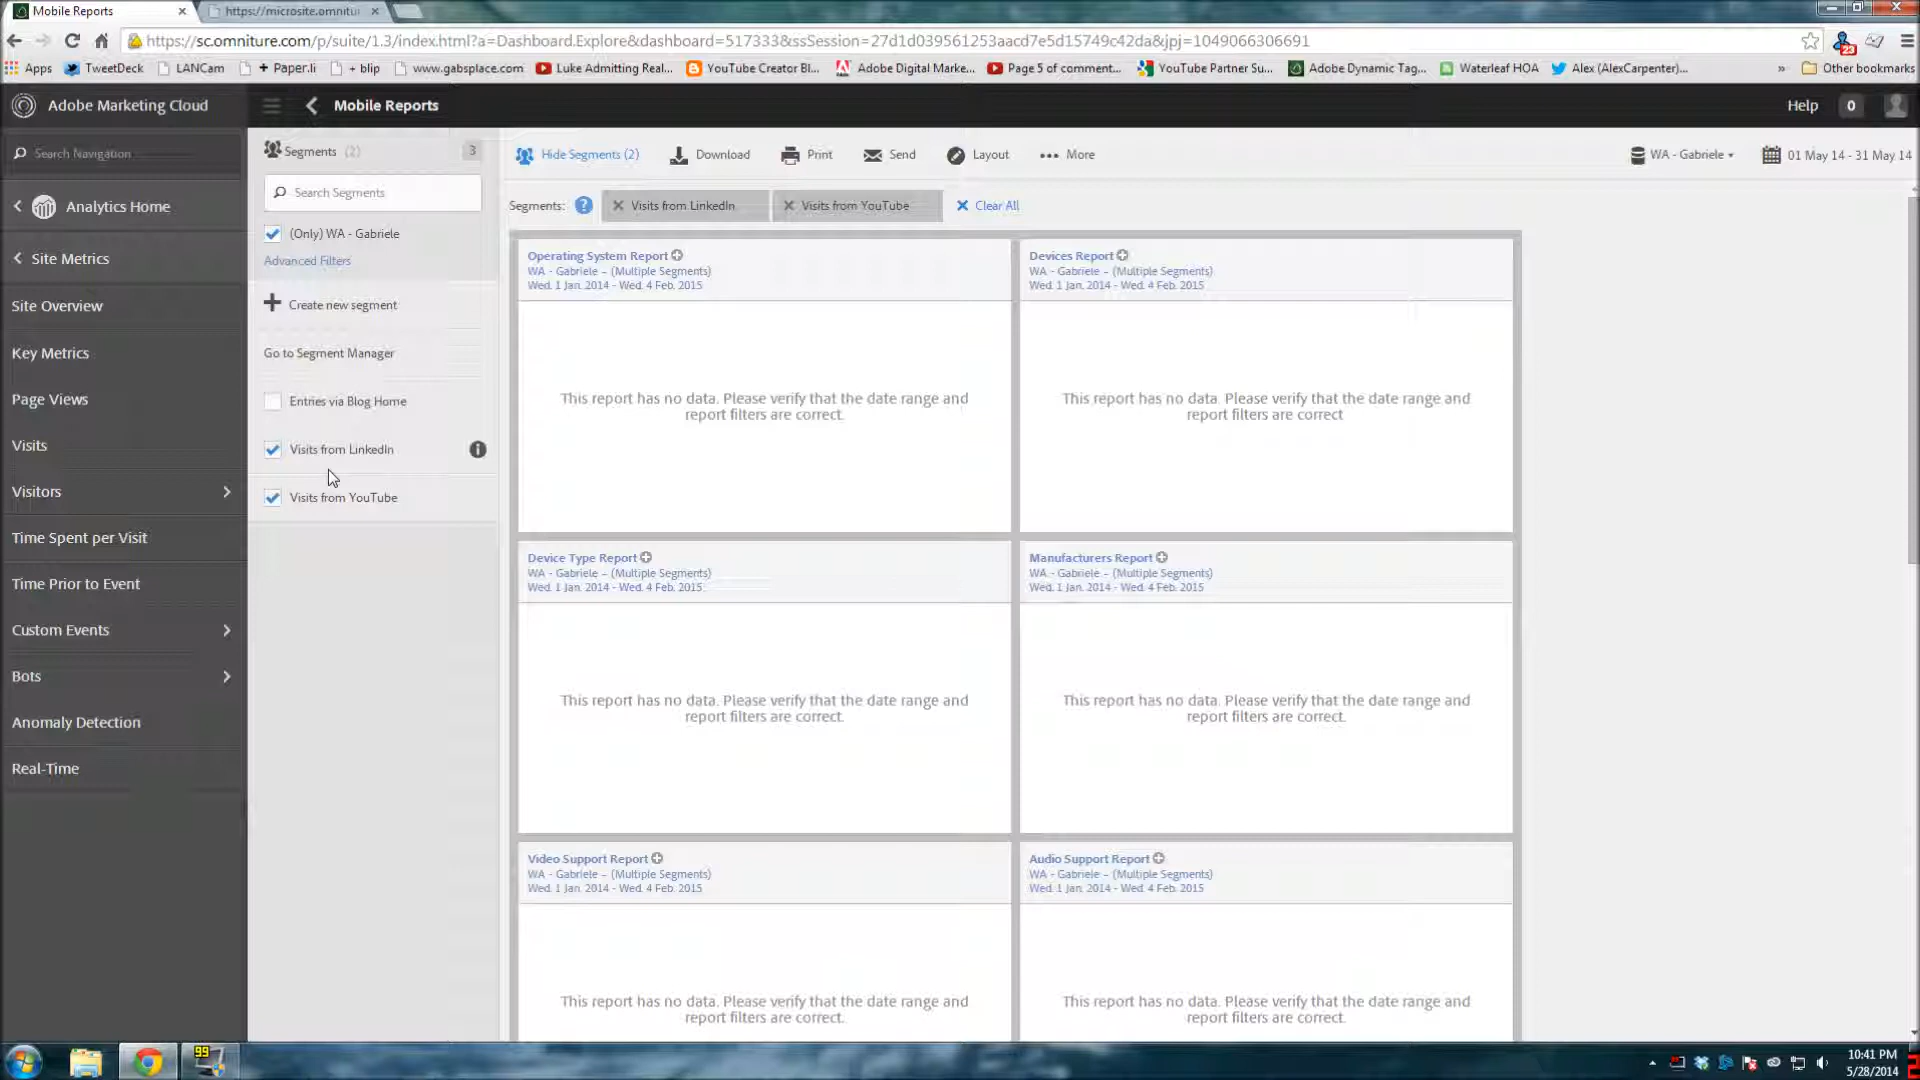 Mobile Reports
https://microsite.omnitur
https://sc.omniture.com/p/suite/1.3/index.html?a=Dashboard.Explore&dashboard=517333&ssSession=27d1d039561253aacd7e5d15749c42da&jpj=1049066306691
23
Apps TweetDeck LANCam + Paper.li + blip www.gabsplace.com Luke Admitting Real... YouTube Creator Bl... Adobe Digital Marke... Page 5 of comment... YouTube Partner Su... Adobe Dynamic Tag... Waterleaf HOA Alex (AlexCarpenter)... » Other bookmarks
Adobe Marketing Cloud
Mobile Reports
Help 0
Search Navigation
Analytics Home
Site Metrics
Site Overview
Key Metrics
Page Views
Visits
Visitors
Time Spent per Visit
Time Prior to Event
Custom Events
Bots
Anomaly Detection
Real-Time
Segments (2) 3
Search Segments
(Only) WA - Gabriele
Advanced Filters
Create new segment
Go to Segment Manager
Entries via Blog Home
Visits from LinkedIn
Visits from YouTube
Hide Segments (2) Download Print Send Layout More
WA - Gabriele 01 May 14 - 31 May 14
Segments: ? Visits from LinkedIn Visits from YouTube Clear All
Operating System Report
WA - Gabriele – (Multiple Segments)
Wed. 1 Jan. 2014 - Wed. 4 Feb. 2015
This report has no data. Please verify that the date range and
report filters are correct.
Devices Report
WA - Gabriele – (Multiple Segments)
Wed. 1 Jan. 2014 - Wed. 4 Feb. 2015
This report has no data. Please verify that the date range and
report filters are correct
Device Type Report
WA - Gabriele – (Multiple Segments)
Wed. 1 Jan. 2014 - Wed. 4 Feb. 2015
This report has no data. Please verify that the date range and
report filters are correct.
Manufacturers Report
WA - Gabriele – (Multiple Segments)
Wed. 1 Jan. 2014 - Wed. 4 Feb. 2015
This report has no data. Please verify that the date range and
report filters are correct.
Video Support Report
WA - Gabriele – (Multiple Segments)
Wed. 1 Jan. 2014 - Wed. 4 Feb. 2015
This report has no data. Please verify that the date range and
report filters are correct.
Audio Support Report
WA - Gabriele – (Multiple Segments)
Wed. 1 Jan. 2014 - Wed. 4 Feb. 2015
This report has no data. Please verify that the date range and
report filters are correct.
99
10:41 PM
5/28/2014